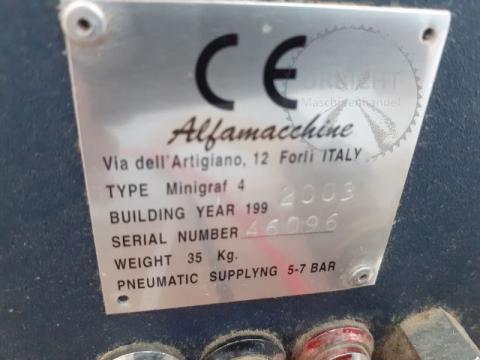 CE
Alfamacchine
Via dell'Artigiano, 12 Forlì ITALY
TYPE Minigraf 4
BUILDING YEAR 199 2003
SERIAL NUMBER 46096
WEIGHT 35 Kg.
PNEUMATIC SUPPLYNG 5-7 BAR
Maschinenhandel